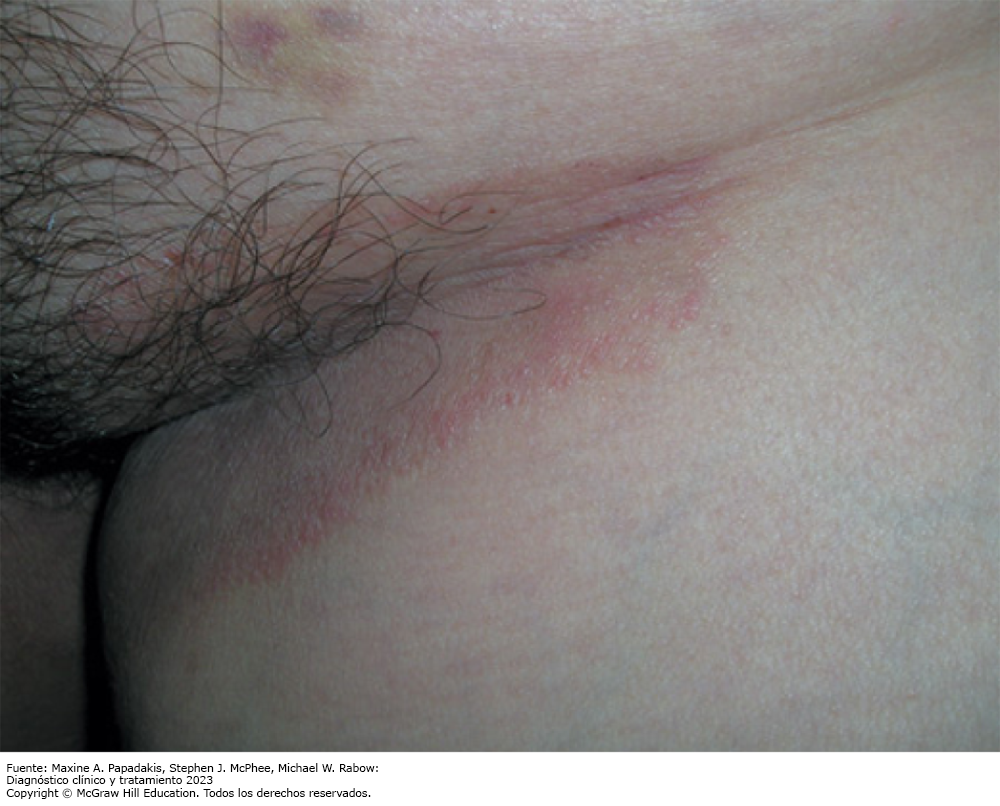 Fuente: Maxine A. Papadakis, Stephen J. McPhee, Michael W. Rabow:
Diagnóstico clínico y tratamiento 2023
Copyright © McGraw Hill Education. Todos los derechos reservados.